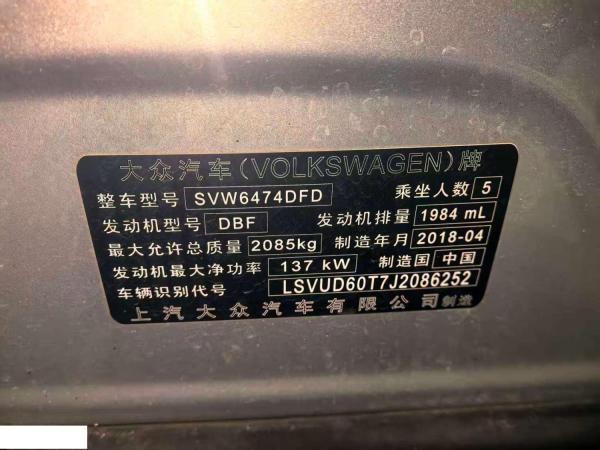 大众汽车(VOLKSWAGEN)牌
整车型号 SVW6474DFD 乘坐人数 5
发动机型号 DBF 发动机排量 1984 mL
最大允许总质量 2085kg 制造年月 2018-04
发动机最大净功率 137 kW 制造国 中国
车辆识别代号 LSVUD60T7J2086252
上汽大众汽车有限公司制造